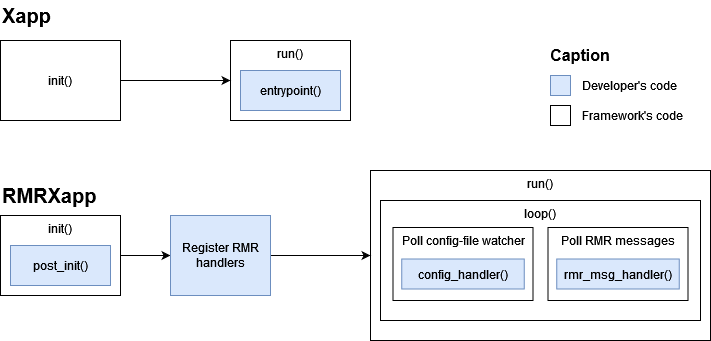 Xapp
init()
run()
entrypoint()
Caption
Developer's code
Framework's code
RMRXapp
init()
post_init()
Register RMR
handlers
run()
loop()
Poll config-file watcher
config_handler()
Poll RMR messages
rmr_msg_handler()